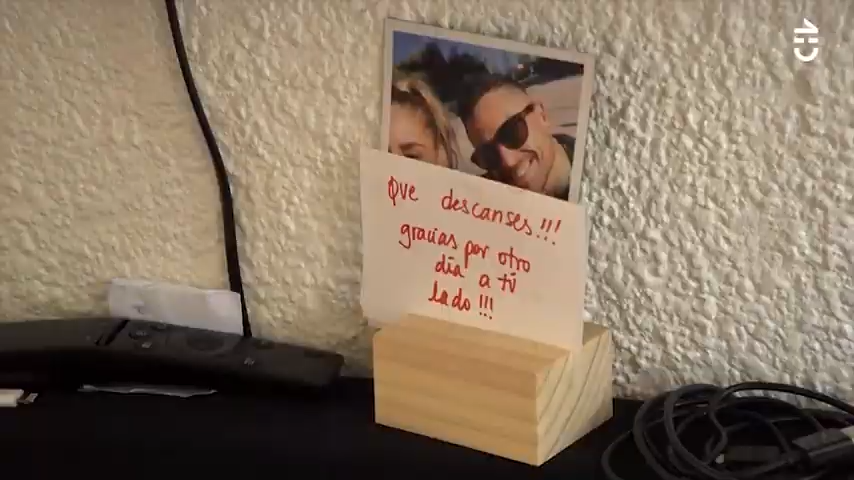 Que descanses!!!
gracias por otro
día a tú
lado !!!